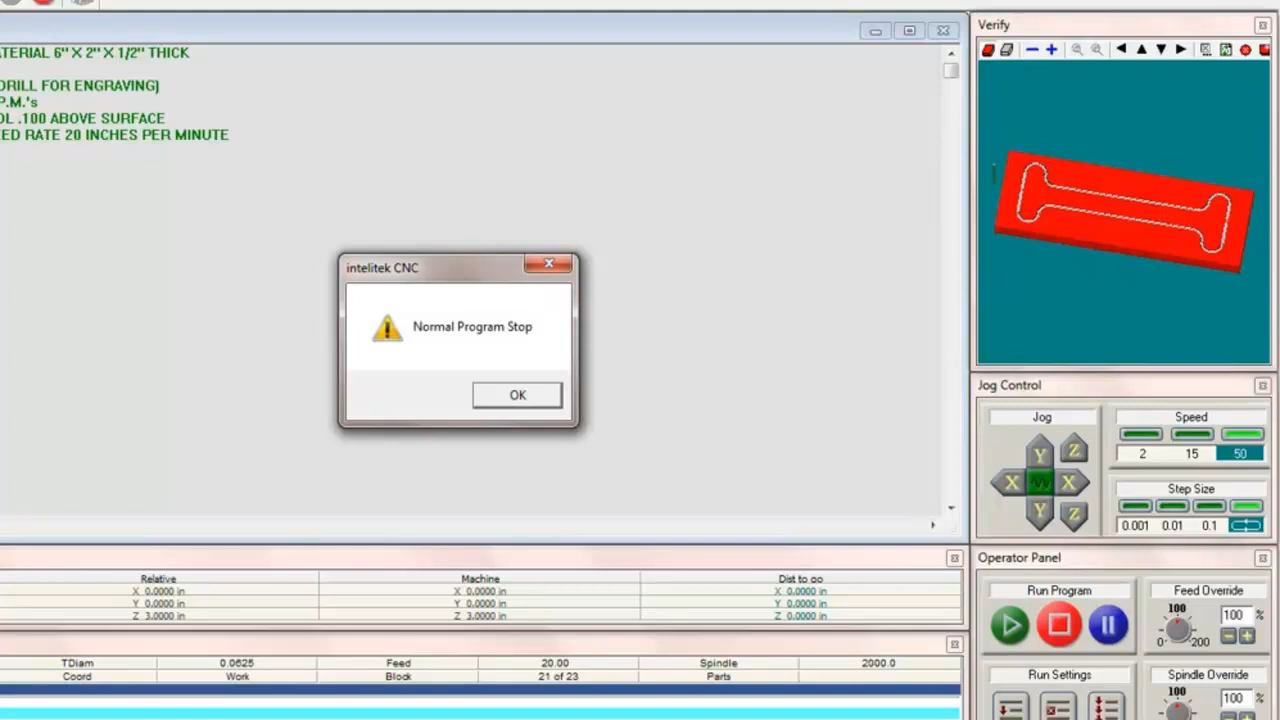 ATERIAL 6" X 2" X 1/2" THICK
DRILL FOR ENGRAVING)
P.M.'s
OL .100 ABOVE SURFACE
EED RATE 20 INCHES PER MINUTE
intelitek CNC
Normal Program Stop
OK
Verify
Jog Control
Jog
Y
Z
X
X
Y
Z
Speed
2 15 50
Step Size
0.001 0.01 0.1
Relative Machine Dist to go
X 0.0000 in X 0.0000 in X 0.0000 in
Y 0.0000 in Y 0.0000 in Y 0.0000 in
Z 3.0000 in Z 3.0000 in Z 0.0000 in
TDiam 0.0625 Feed 20.00 Spindle 2000.0
Coord Work Block 21 of 23 Parts
Operator Panel
Run Program
Feed Override
100
100 %
0 200
Run Settings
Spindle Override
100
100 %